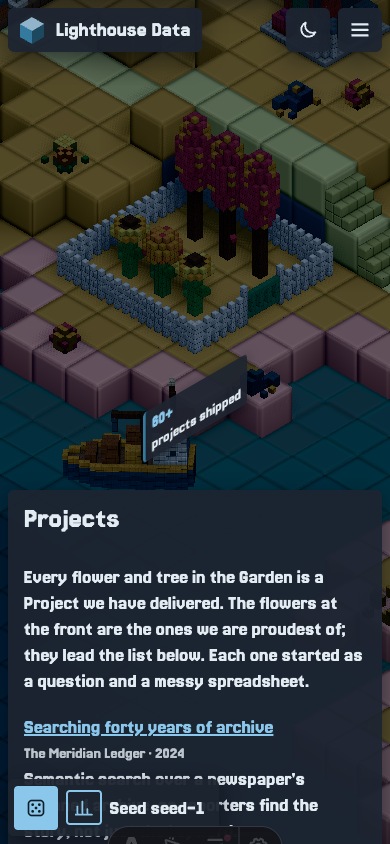 Lighthouse Data
60+
projects shipped
Projects
Every flower and tree in the Garden is a
Project we have delivered. The flowers at
the front are the ones we are proudest of;
they lead the list below. Each one started as
a question and a messy spreadsheet.
Searching forty years of archive
The Meridian Ledger · 2024
Semantic search over a newspaper's
Seed seed-1
rters find the